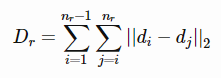 $$D_r = \sum_{i=1}^{n_r-1} \sum_{j=i}^{n_r} ||d_i - d_j||_2$$